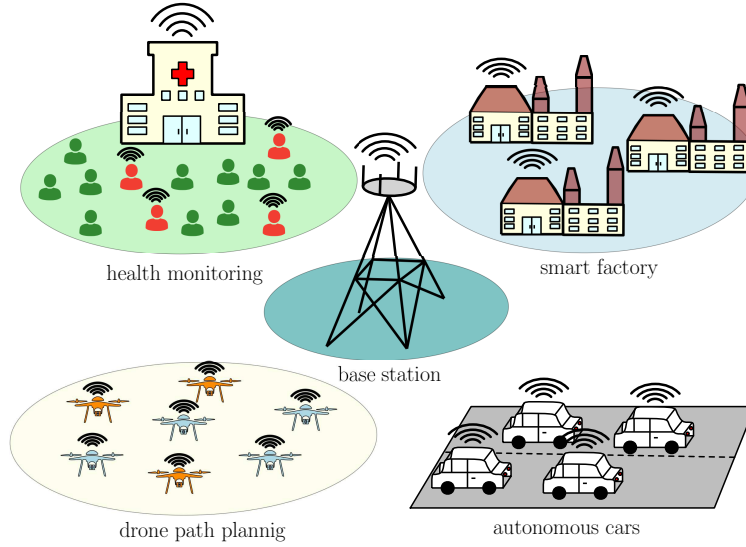 health monitoring
smart factory
base station
drone path plannig
autonomous cars